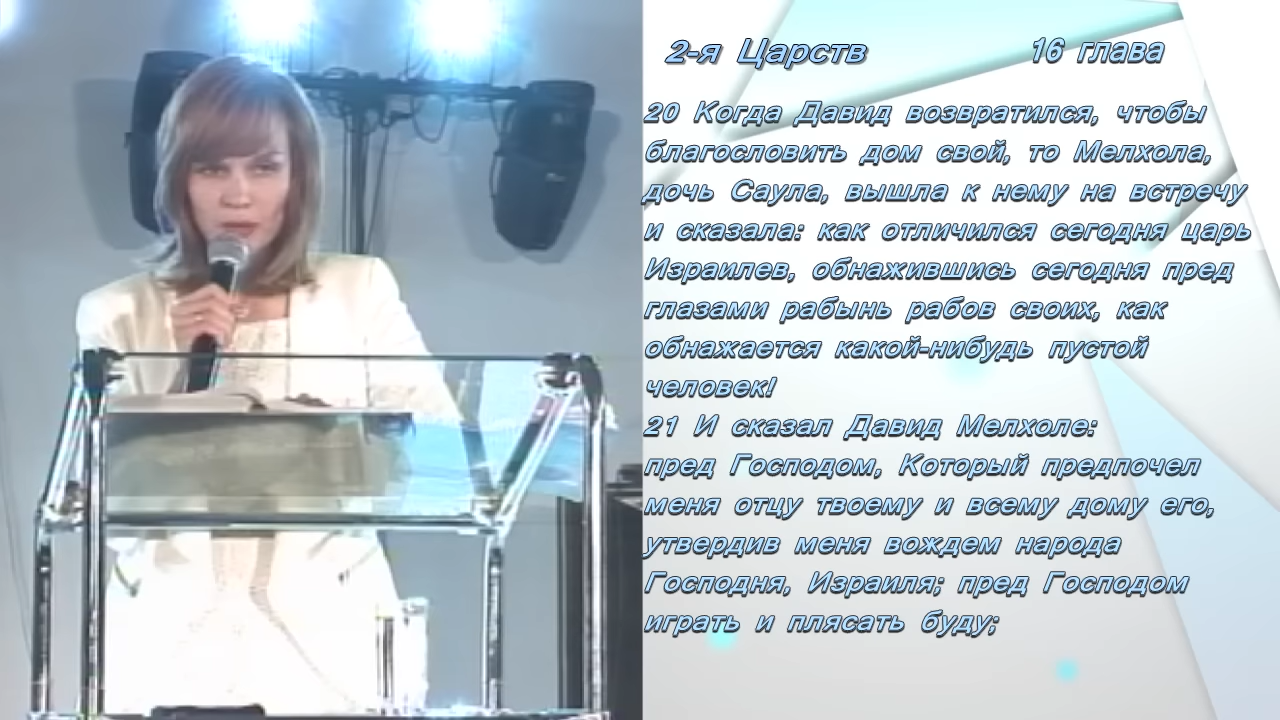 2-я Царств 16 глава
20 Когда Давид возвратился, чтобы
благословить дом свой, то Мелхола,
дочь Саула, вышла к нему на встречу
и сказала: как отличился сегодня царь
Израилев, обнажившись сегодня пред
глазами рабынь рабов своих, как
обнажается какой-нибудь пустой
человек!
21 И сказал Давид Мелхоле:
пред Господом, Который предпочел
меня отцу твоему и всему дому его,
утвердив меня вождем народа
Господня, Израиля; пред Господом
играть и плясать буду;